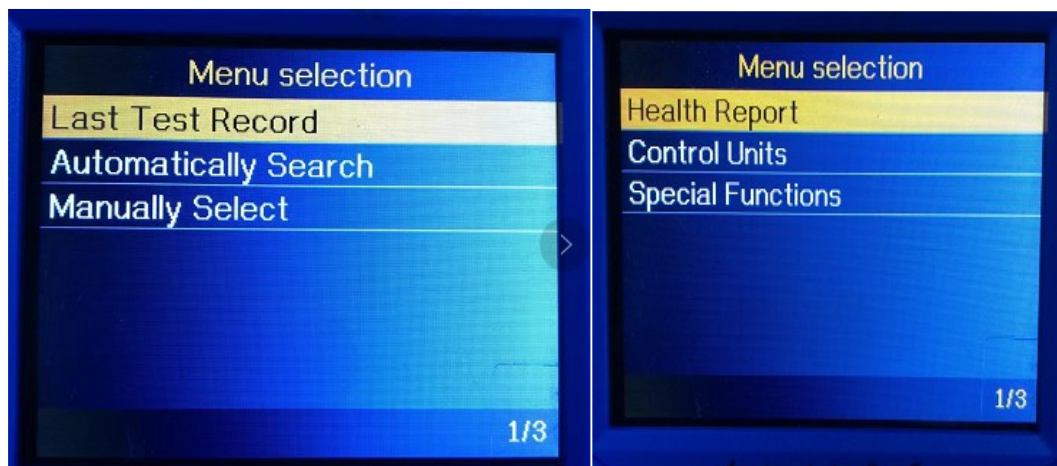 Menu selection
Last Test Record
Automatically Search
Manually Select
1/3
Menu selection
Health Report
Control Units
Special Functions
1/3